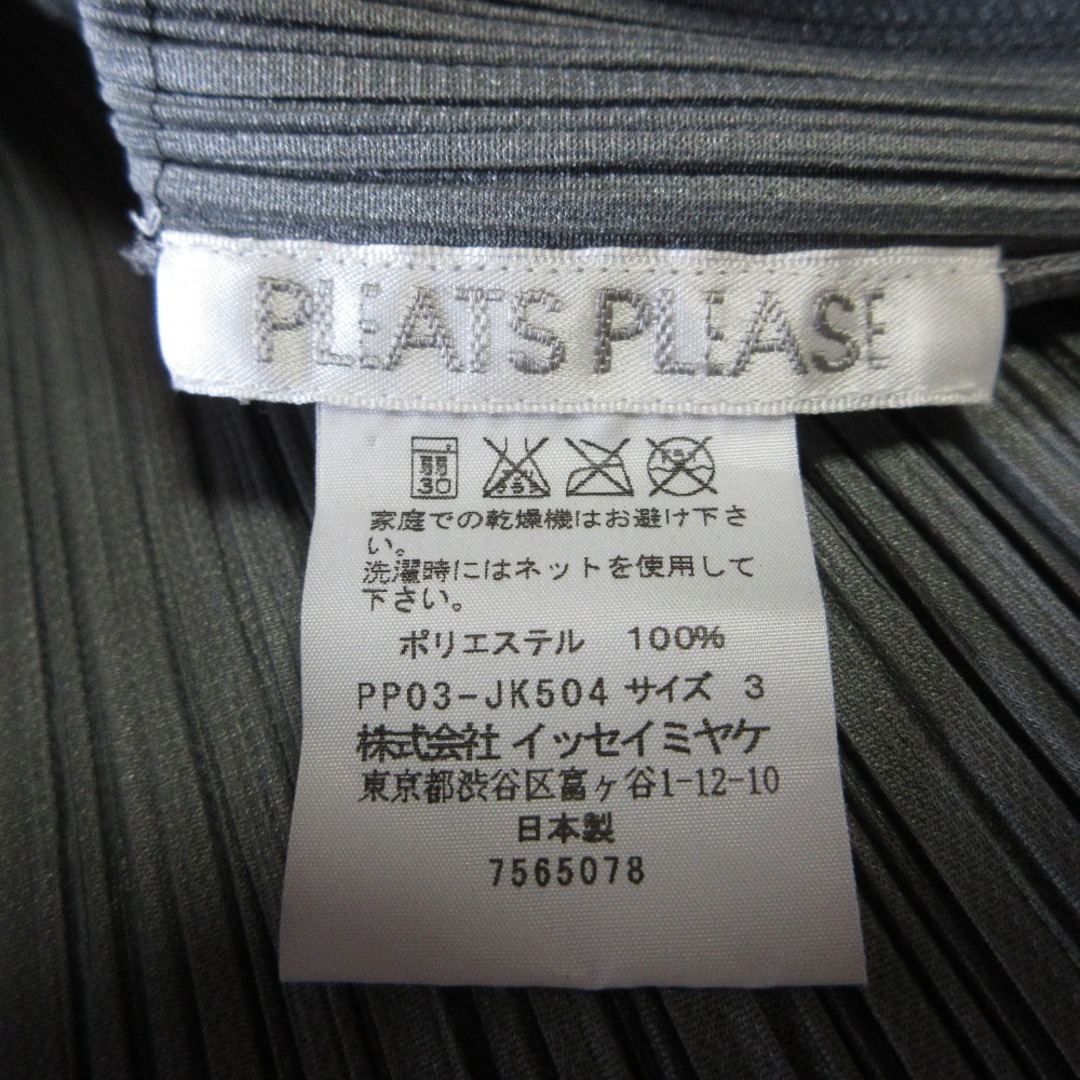 PLEATS PLEASE
弱
30
家庭での乾燥機はお避け下さ
い。
洗濯時にはネットを使用して
下さい。
ポリエステル 100%
PP03-JK504 サイズ 3
株式会社 イッセイミヤケ
東京都渋谷区富ヶ谷1-12-10
日本製
7565078